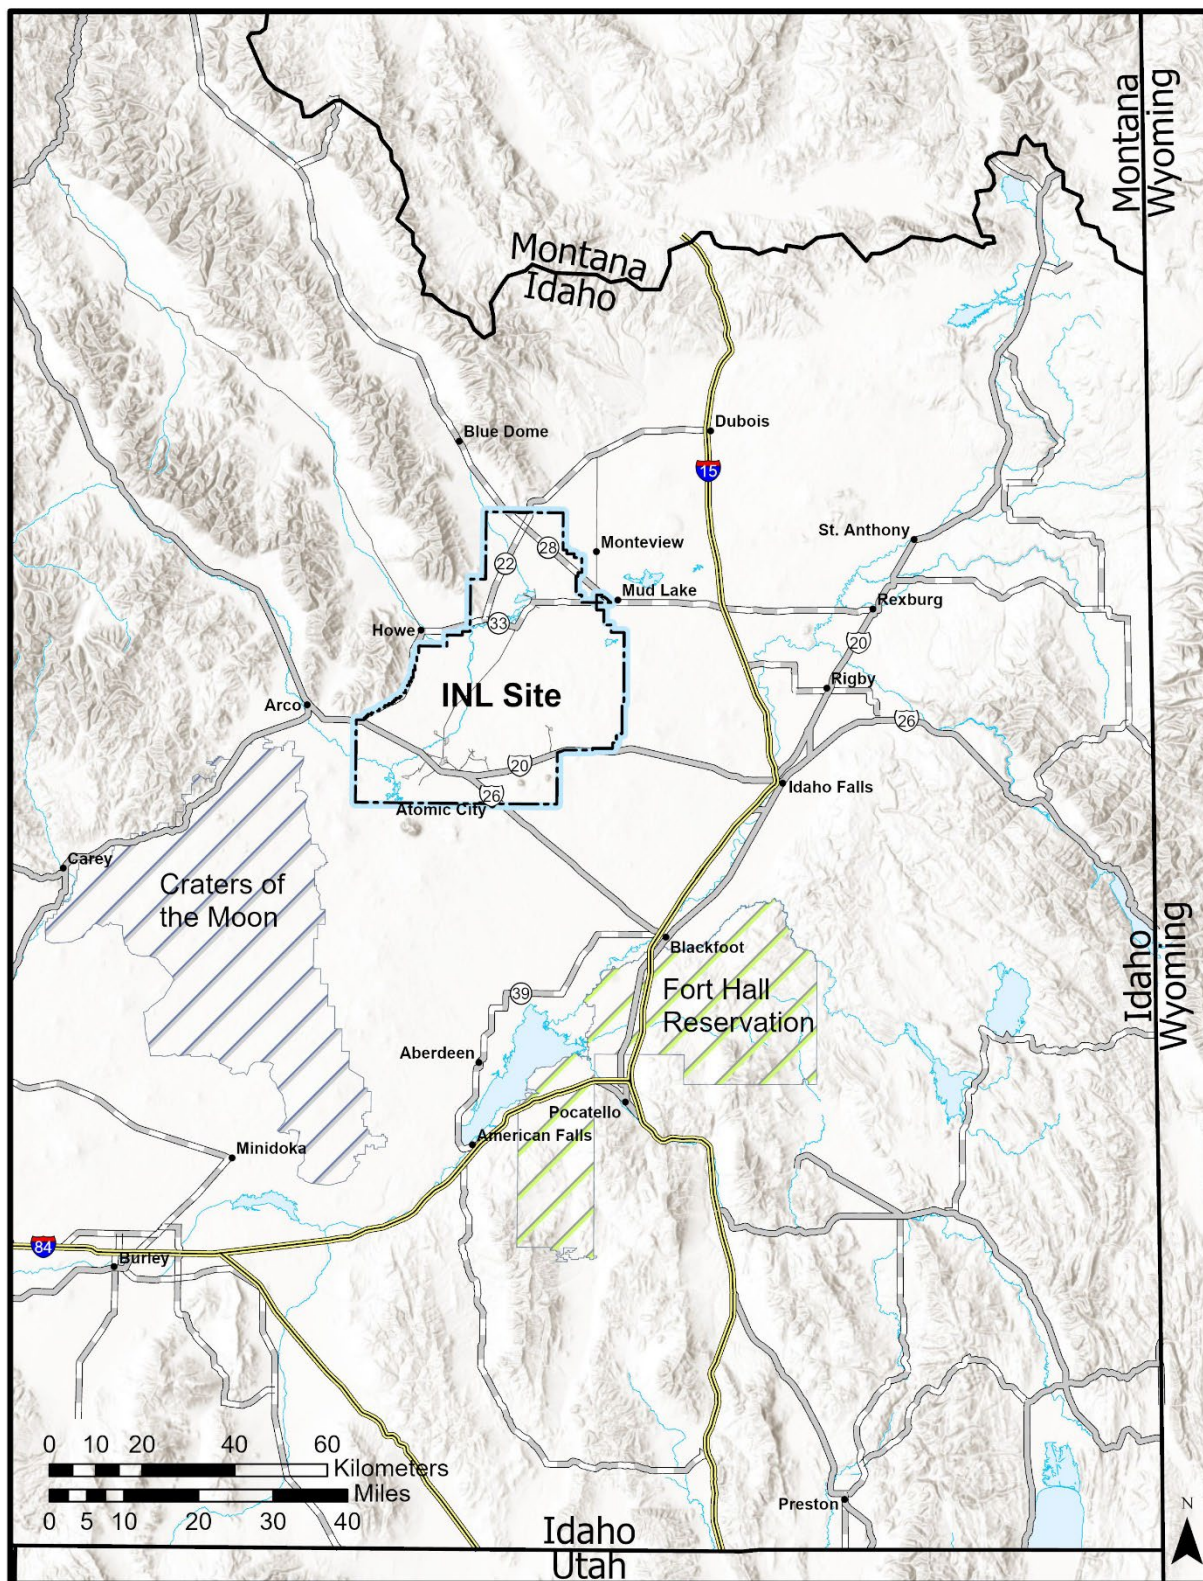 Montana
Wyoming
Montana
Idaho
Blue Dome
Dubois
15
St. Anthony
28
Monteview
22
Mud Lake
Rexburg
Howe
33
20
Rigby
INL Site
Arco
26
20
Idaho Falls
26
Atomic City
Carey
Craters of
the Moon
Idaho
Wyoming
Blackfoot
Fort Hall
Reservation
39
Aberdeen
Pocatello
American Falls
Minidoka
84
Burley
0 10 20 40 60
Kilometers
Miles
0 5 10 20 30 40
Preston
N
Idaho
Utah